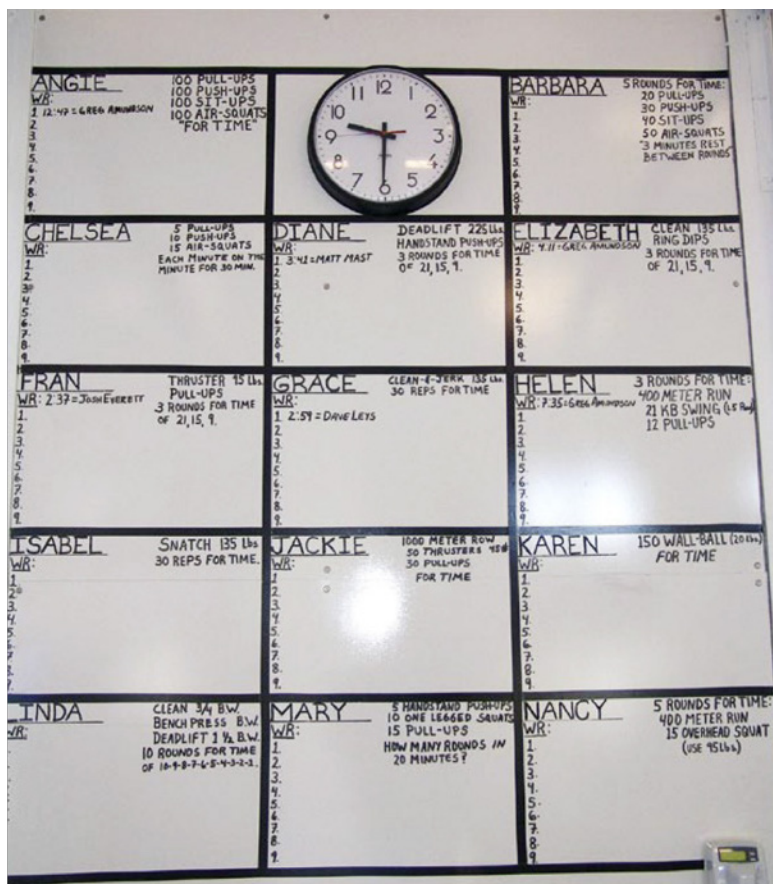 ANGIE
WR:
1. 12:47=GREG AMUNDSON
2.
3.
4.
5.
6.
7.
8.
9.
100 PULL-UPS
100 PUSH-UPS
100 SIT-UPS
100 AIR-SQUATS
"FOR TIME"
12
1
2
3
4
5
6
7
8
9
10
11
BARBARA
WR:
1.
2.
3.
4.
5.
6.
7.
8.
9.
5 ROUNDS FOR TIME:
20 PULL-UPS
30 PUSH-UPS
40 SIT-UPS
50 AIR-SQUATS
3 MINUTES REST
BETWEEN ROUNDS
CHELSEA
WR:
1.
2.
3.
4.
5.
6.
7.
8.
9.
5 PULL-UPS
10 PUSH-UPS
15 AIR-SQUATS
EACH MINUTE ON THE
MINUTE FOR 30 MIN.
DIANE
WR:
1. 3:42=MATT MAST
2.
3.
4.
5.
6.
7.
8.
9.
DEADLIFT 225Lbs.
HANDSTAND PUSH-UPS
3 ROUNDS FOR TIME
OF 21, 15, 9.
ELIZABETH
WR: 4:11=GREG AMUNDSON
1.
2.
3.
4.
5.
6.
7.
8.
9.
CLEAN 135 Lbs.
RING DIPS
3 ROUNDS FOR TIME
OF 21, 15, 9.
FRAN
WR: 2:37=JOSH EVERETT
1.
2.
3.
4.
5.
6.
7.
8.
9.
THRUSTER 95 Lbs.
PULL-UPS
3 ROUNDS FOR TIME
OF 21, 15, 9.
GRACE
WR:
1. 2:59=DAVE LEYS
2.
3.
4.
5.
6.
7.
8.
9.
CLEAN-&-JERK 135 Lbs.
30 REPS FOR TIME
HELEN
WR: 7:35=GREG AMUNDSON
1.
2.
3.
4.
5.
6.
7.
8.
9.
3 ROUNDS FOR TIME:
400 METER RUN
21 KB SWING
12 PULL-UPS
ISABEL
WR:
1.
2.
3.
4.
5.
6.
7.
8.
9.
SNATCH 135 Lbs
30 REPS FOR TIME.
JACKIE
WR:
1.
2.
3.
4.
5.
6.
7.
8.
9.
1000 METER ROW
50 THRUSTERS 45#
30 PULL-UPS
FOR TIME
KAREN
WR:
1.
2.
3.
4.
5.
6.
7.
8.
9.
150 WALL-BALL (20 Lbs)
FOR TIME
INDA
WR:
CLEAN 3/4 B.W.
BENCH PRESS B.W.
DEADLIFT 1 1/2 B.W.
10 ROUNDS FOR TIME
OF 10-9-8-7-6-5-4-3-2-1.
MARY
WR:
1.
2.
3.
4.
5.
6.
7.
8.
9.
5 HANDSTAND PUSH-UPS
10 ONE LEGGED SQUATS
15 PULL-UPS
HOW MANY ROUNDS IN
20 MINUTES?
NANCY
WR:
1.
2.
3.
4.
5.
6.
7.
8.
9.
5 ROUNDS FOR TIME:
400 METER RUN
15 OVERHEAD SQUAT
(USE 95Lbs)